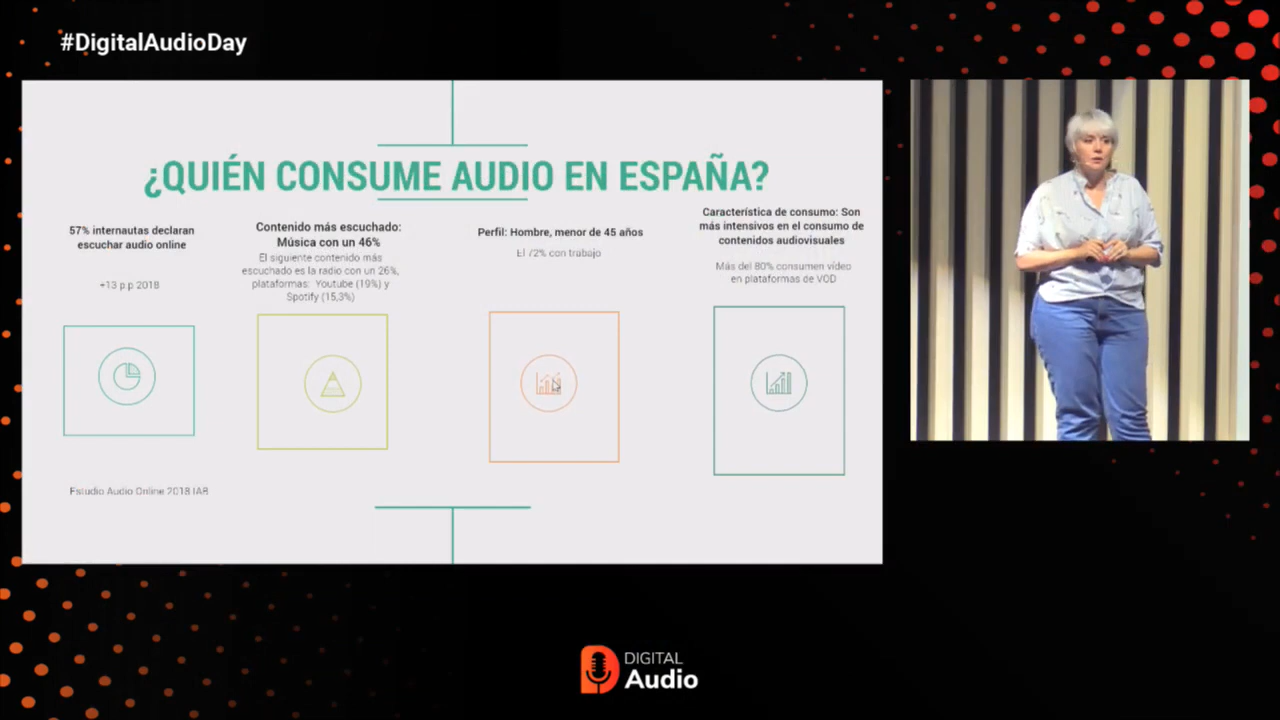 #DigitalAudioDay
¿QUIÉN CONSUME AUDIO EN ESPAÑA?
57% internautas declaran
escuchar audio online
+13 p.p 2018
Contenido más escuchado:
Música con un 46%
El siguiente contenido más
escuchado es la radio con un 26%,
plataformas: Youtube (19%) y
Spotify (15,3%)
Perfil: Hombre, menor de 45 años
El 72% con trabajo
Característica de consumo: Son
más intensivos en el consumo de
contenidos audiovisuales
Más del 80% consumen vídeo
en plataformas de VOD
Estudio Audio Online 2018 IAB
DIGITAL
Audio